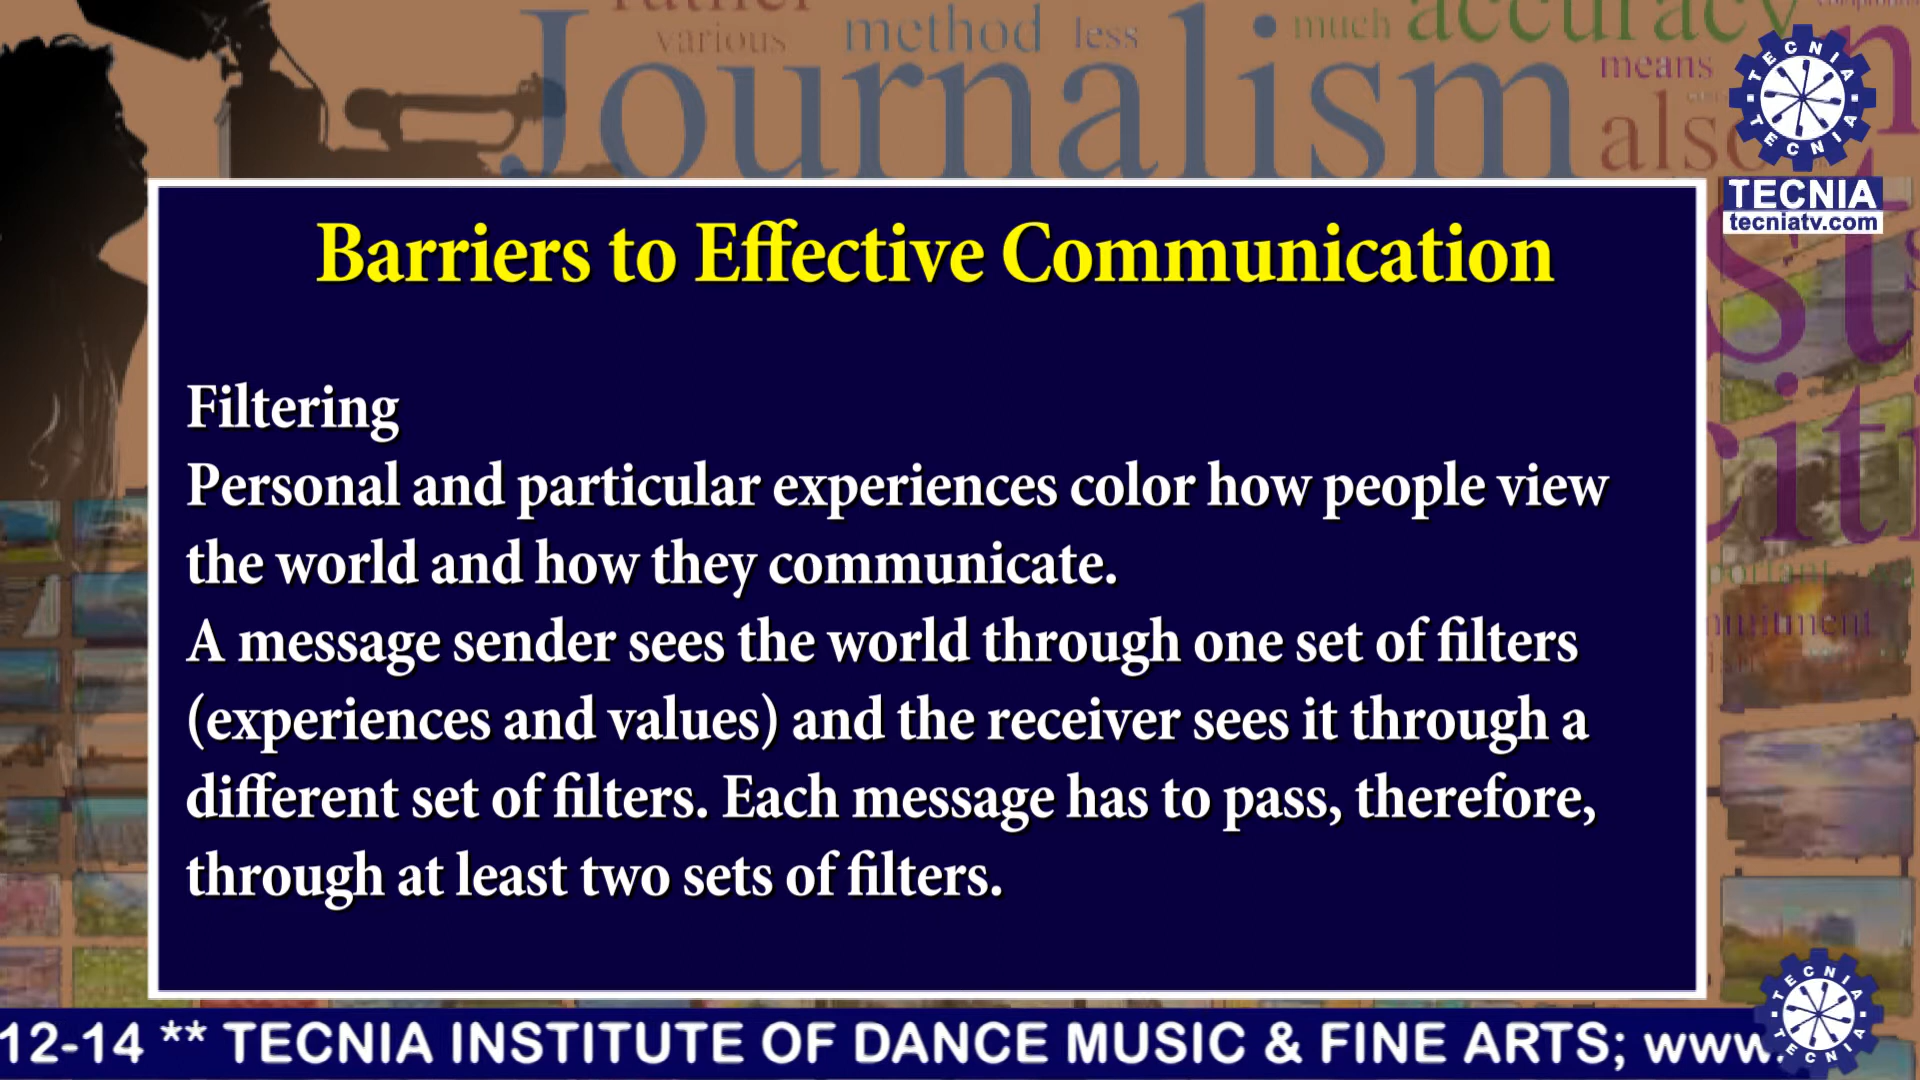 various method less much accuracy
means
Journalism
also
TECNIA TECNIA
TECNIA
tecniatv.com
Barriers to Effective Communication
Filtering
Personal and particular experiences color how people view
the world and how they communicate.
A message sender sees the world through one set of filters
(experiences and values) and the receiver sees it through a
different set of filters. Each message has to pass, therefore,
through at least two sets of filters.
TECNIA TECNIA
12-14 ** TECNIA INSTITUTE OF DANCE MUSIC & FINE ARTS; www.